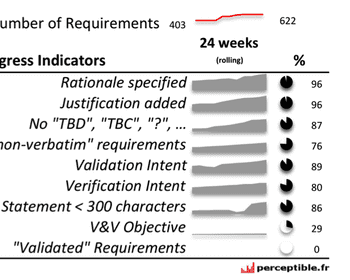 umber of Requirements 403 622
24 weeks
gress Indicators (rolling) %
Rationale specified 96
Justification added 96
No "TBD", "TBC", "?", ... 87
non-verbatim" requirements 76
Validation Intent 89
Verification Intent 80
Statement < 300 characters 86
V&V Objective 29
"Validated" Requirements 0
perceptible.fr